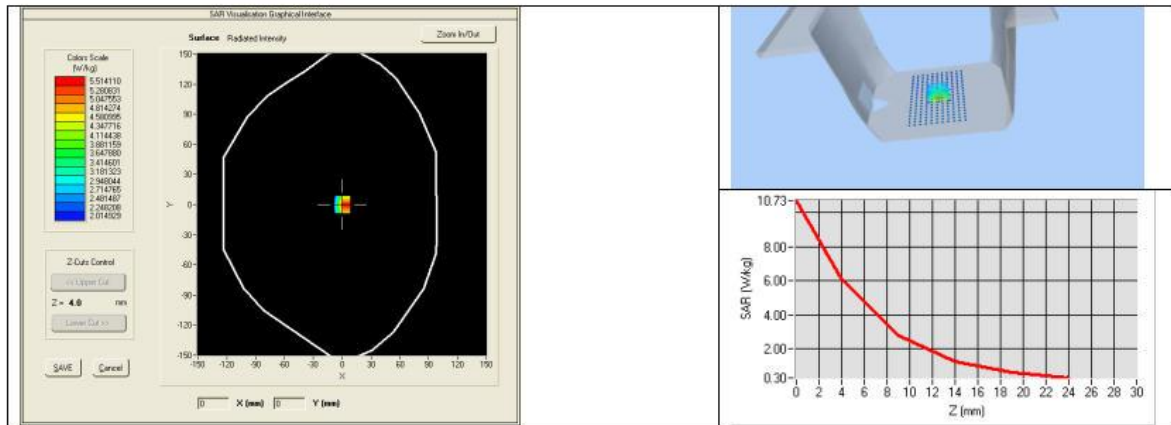 SAR Visualisation Graphical Interface
Surface Radiated Intensity
Zoom In/Out
Colors Scale
(W/kg)
5.514110
5.280831
5.047553
4.814274
4.580995
4.347716
4.114438
3.881159
3.647880
3.414601
3.181323
2.948044
2.714765
2.481487
2.248208
2.014929
Z-Cuts Control
<< Upper Cut
Z = 4.0 mm
Lower Cut >>
SAVE Cancel
150
120
90
60
30
0
-30
-60
-90
-120
-150
Y
-150 -120 -90 -60 -30 0 30 60 90 120 150
X
0 X (mm) 0 Y (mm)
10.73
8.00
6.00
4.00
2.00
0.30
SAR (W/kg)
0 2 4 6 8 10 12 14 16 18 20 22 24 26 28 30
Z (mm)